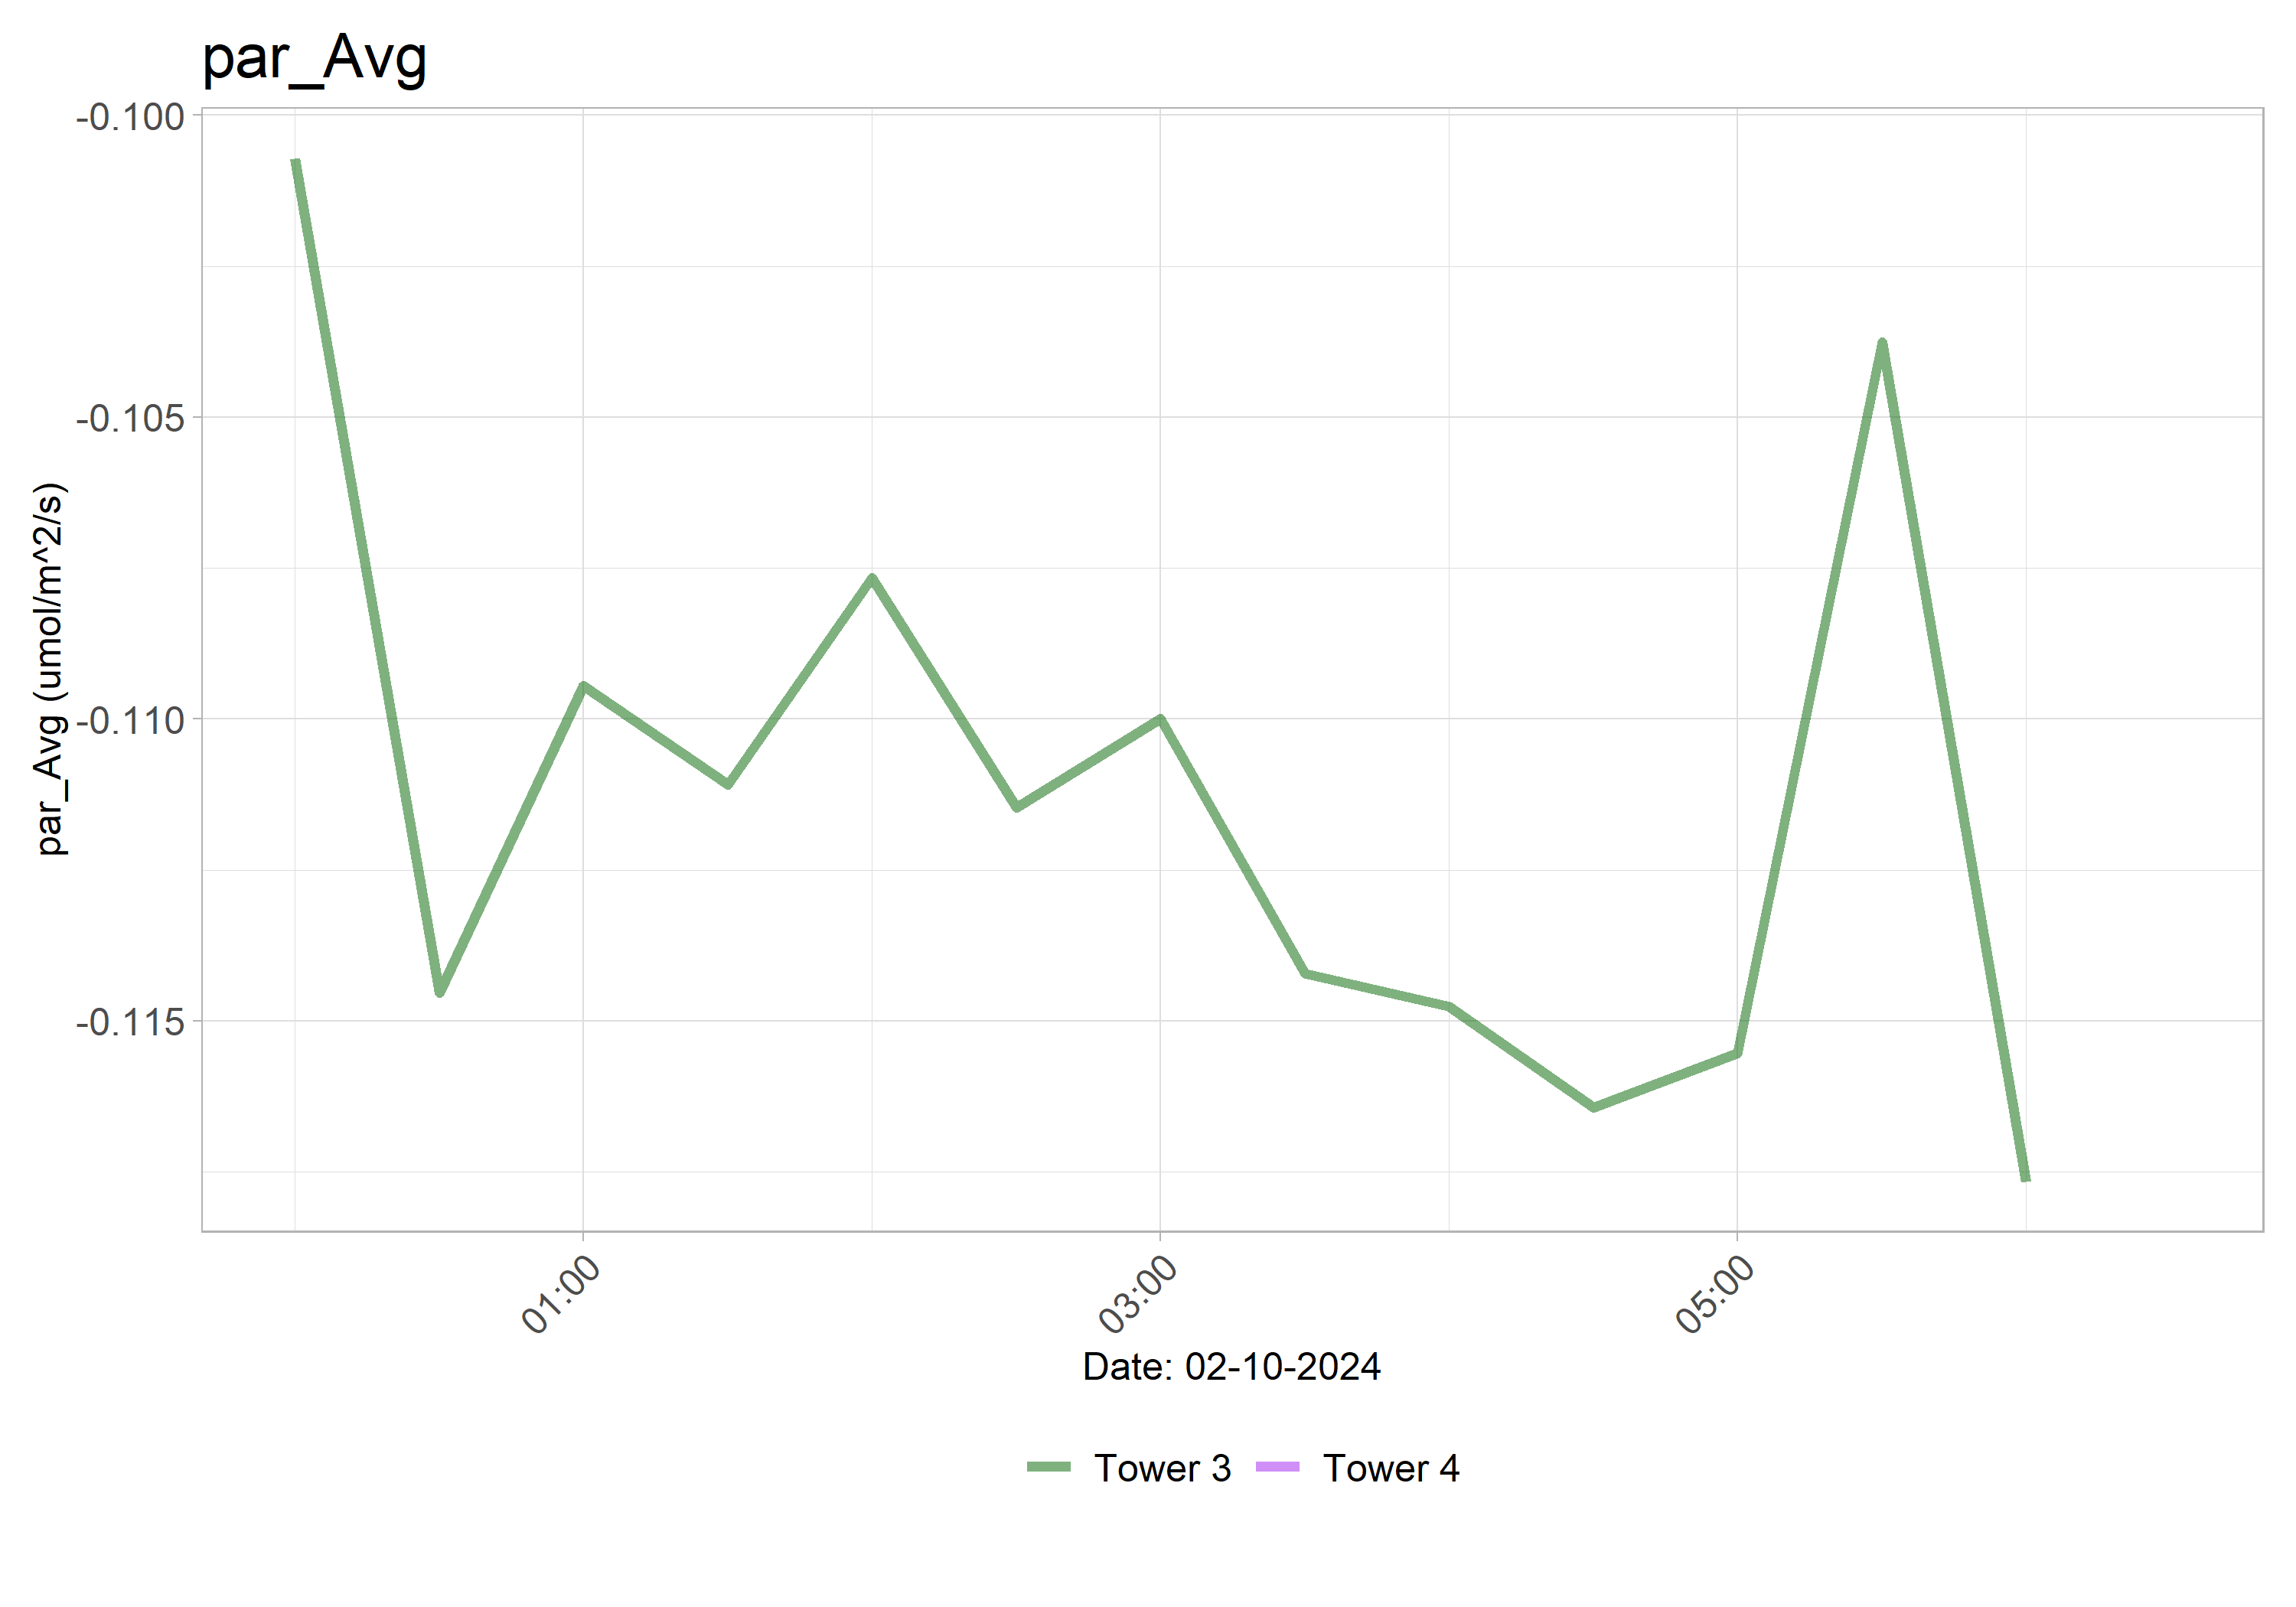 par_Avg
-0.100
-0.105
-0.110
-0.115
par_Avg (umol/m^2/s)
01:00
03:00
05:00
Date: 02-10-2024
Tower 3
Tower 4